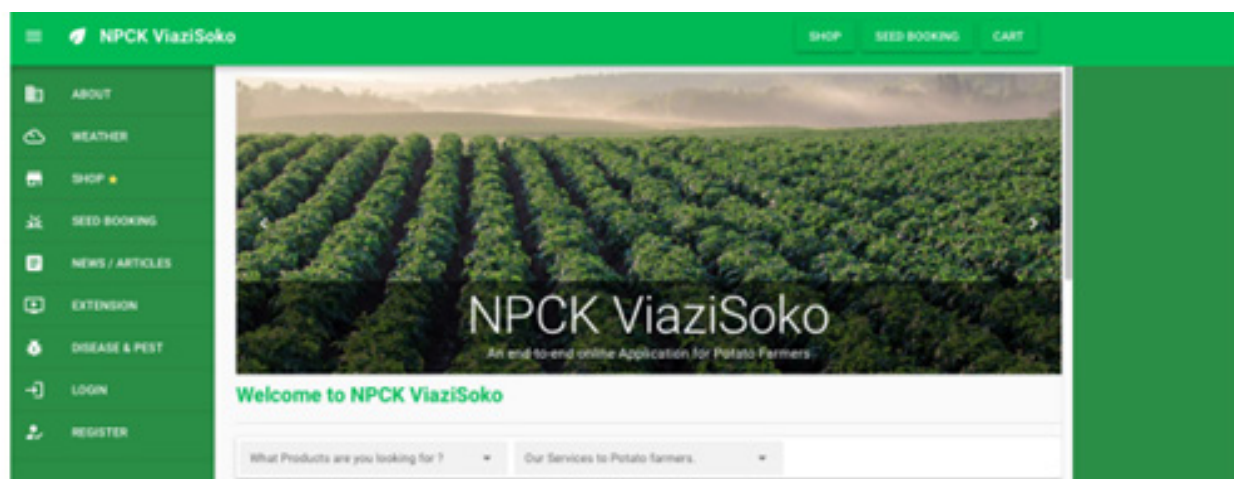 NPCK ViaziSoko
SHOP
SEED BOOKING
CART
ABOUT
WEATHER
SHOP
SEED BOOKING
NEWS / ARTICLES
EXTENSION
DISEASE & PEST
LOGIN
REGISTER
NPCK ViaziSoko
An end-to-end online Application for Potato Farmers
Welcome to NPCK ViaziSoko
What Products are you looking for ?
Our Services to Potato farmers.